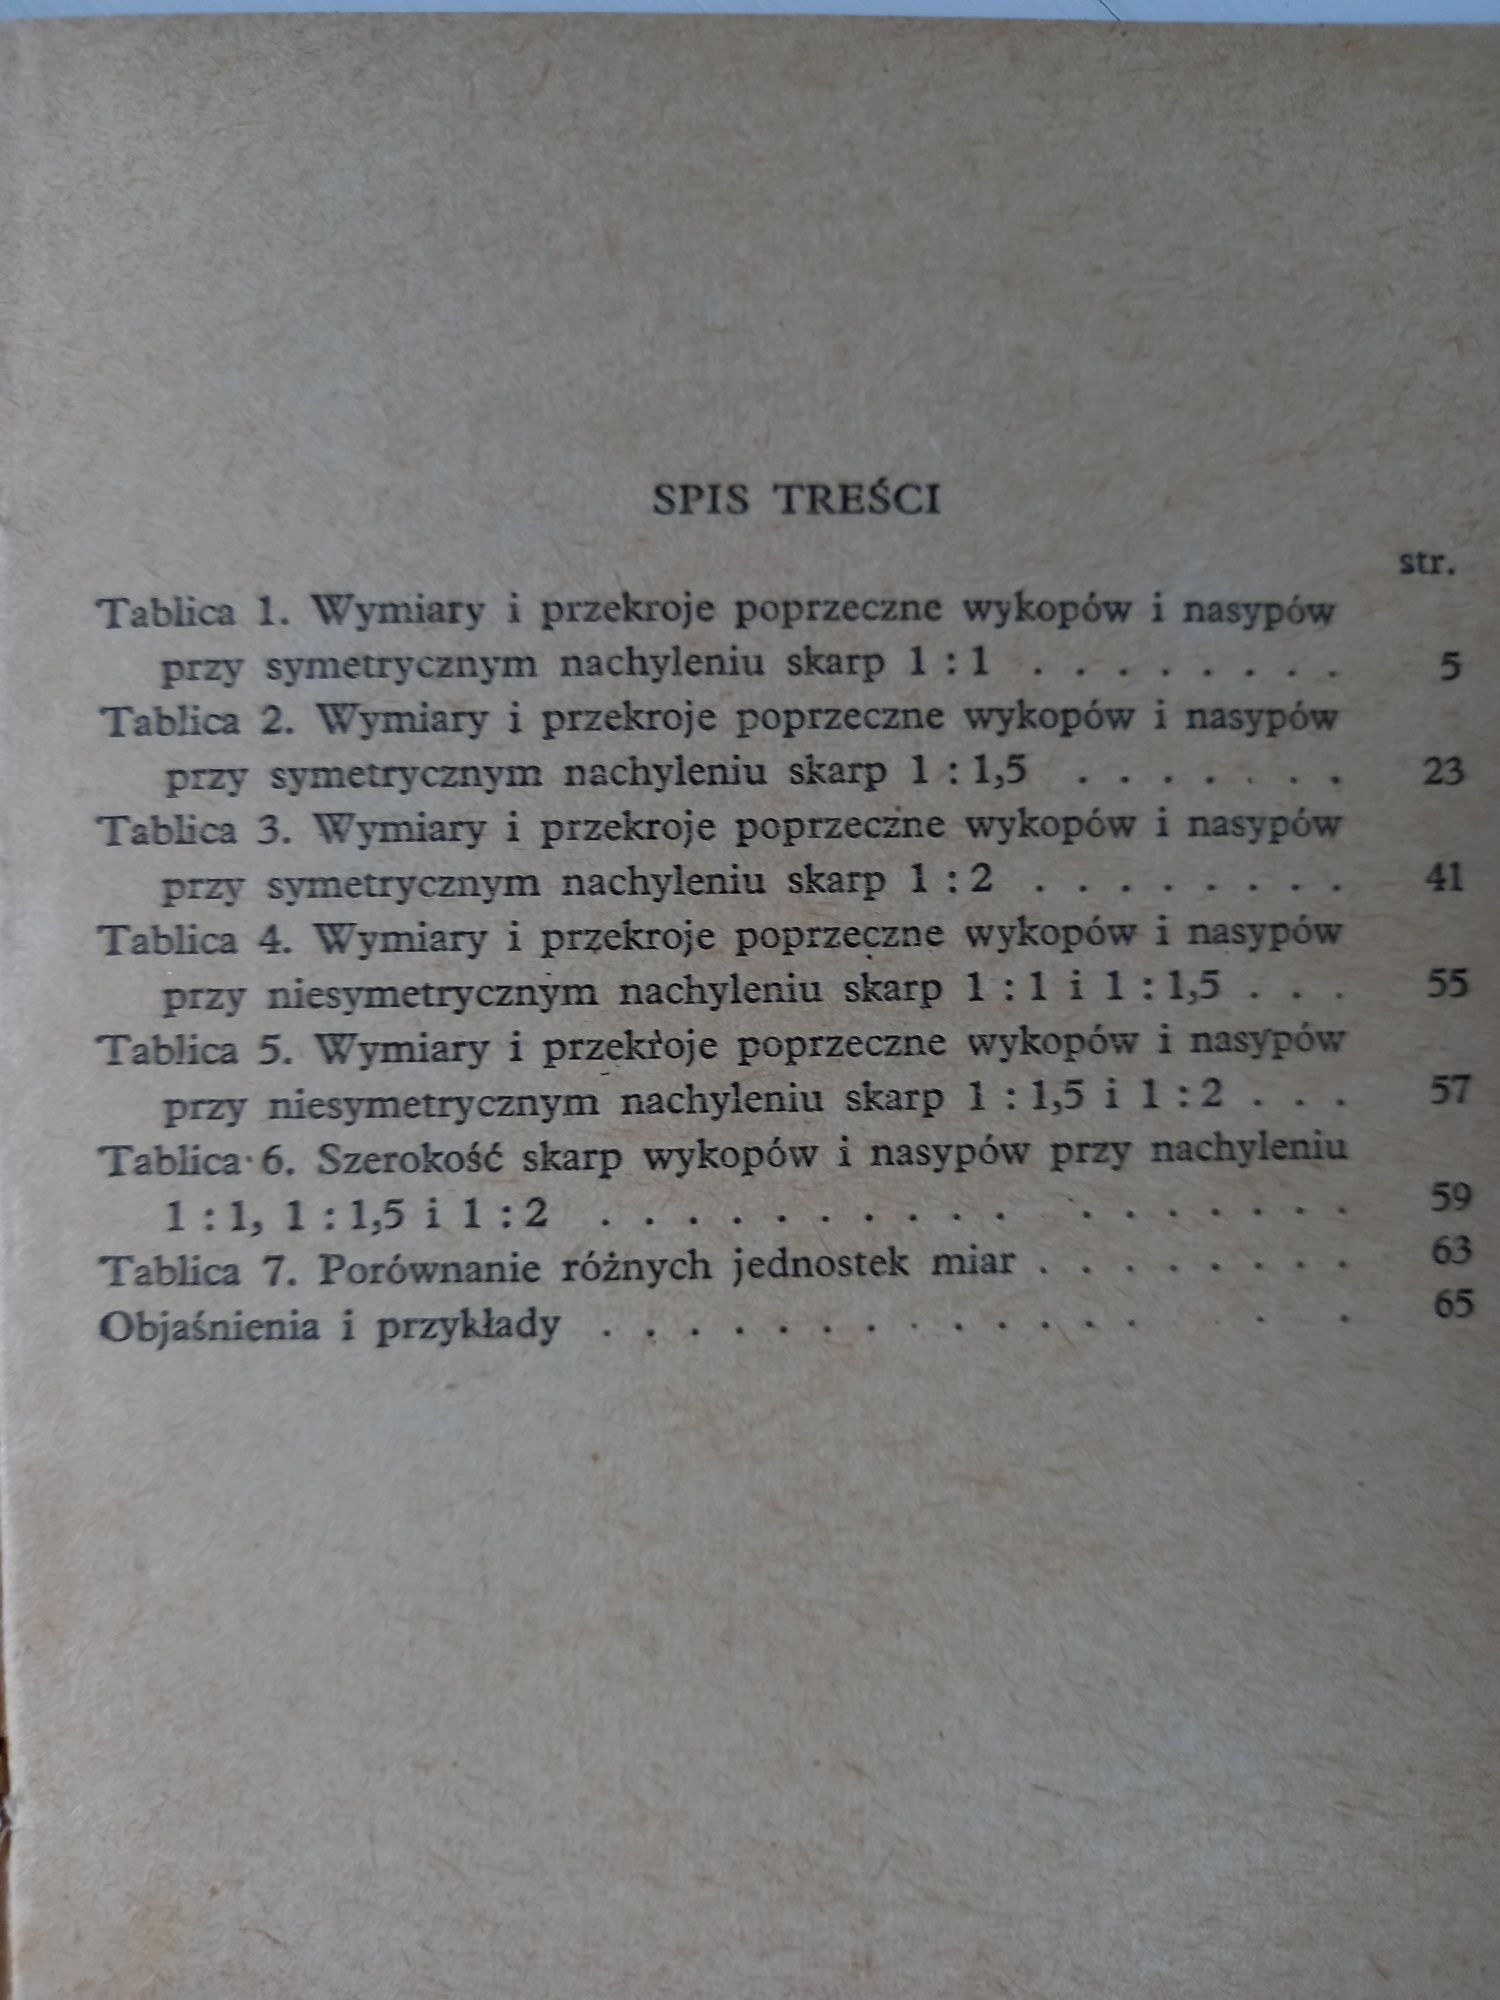 SPIS TREŚCI
str.
Tablica 1. Wymiary i przekroje poprzeczne wykopów i nasypów
przy symetrycznym nachyleniu skarp 1 : 1 . . . . . . . . 5
Tablica 2. Wymiary i przekroje poprzeczne wykopów i nasypów
przy symetrycznym nachyleniu skarp 1 : 1,5 . . . . . . . 23
Tablica 3. Wymiary i przekroje poprzeczne wykopów i nasypów
przy symetrycznym nachyleniu skarp 1 : 2 . . . . . . . . 41
Tablica 4. Wymiary i przekroje poprzeczne wykopów i nasypów
przy niesymetrycznym nachyleniu skarp 1 : 1 i 1 : 1,5 . . . 55
Tablica 5. Wymiary i przekroje poprzeczne wykopów i nasypów
przy niesymetrycznym nachyleniu skarp 1 : 1,5 i 1 : 2 . . . 57
Tablica 6. Szerokość skarp wykopów i nasypów przy nachyleniu
1 : 1, 1 : 1,5 i 1 : 2 . . . . . . . . . . . . . . . . . 59
Tablica 7. Porównanie różnych jednostek miar . . . . . . . . 63
Objaśnienia i przykłady . . . . . . . . . . . . . . . 65